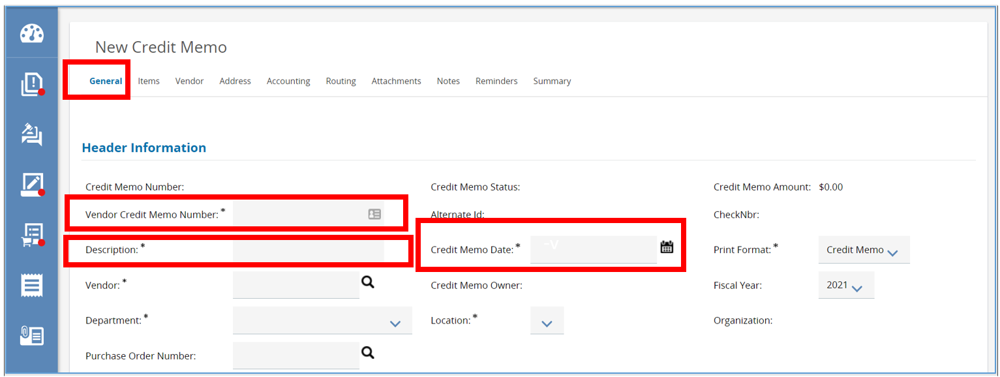 New Credit Memo
General Items Vendor Address Accounting Routing Attachments Notes Reminders Summary
Header Information
Credit Memo Number: Credit Memo Status: Credit Memo Amount: $0.00
Vendor Credit Memo Number: * Alternate Id: CheckNbr:
Description: * Credit Memo Date: * Print Format: * Credit Memo
Vendor: * Credit Memo Owner: Fiscal Year: 2021
Department: * Location: * Organization:
Purchase Order Number: